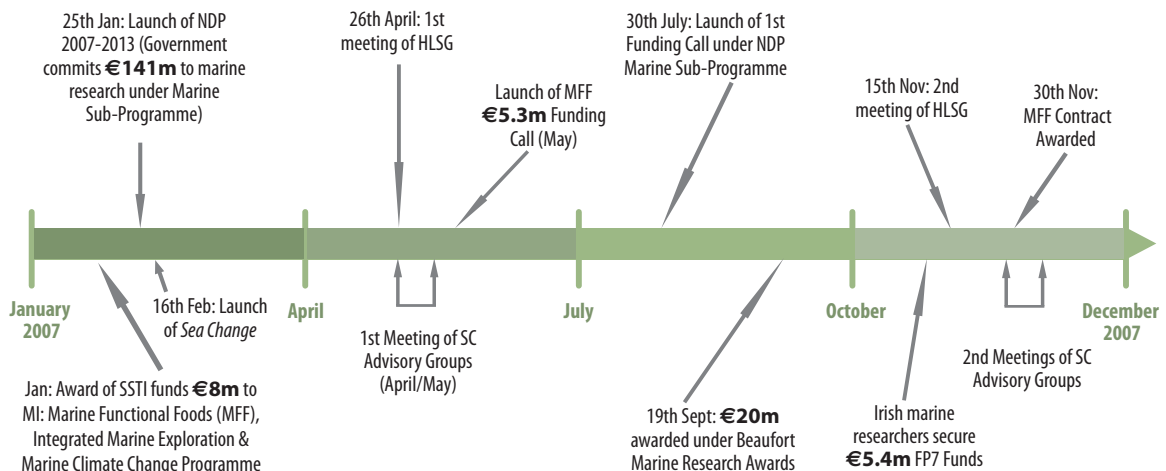 25th Jan: Launch of NDP
2007-2013 (Government
commits €141m to marine
research under Marine
Sub-Programme)
26th April: 1st
meeting of HLSG
Launch of MFF
€5.3m Funding
Call (May)
30th July: Launch of 1st
Funding Call under NDP
Marine Sub-Programme
15th Nov: 2nd
meeting of HLSG
30th Nov:
MFF Contract
Awarded
January
2007
April
July
October
December
2007
16th Feb: Launch
of Sea Change
Jan: Award of SSTI funds €8m to
MI: Marine Functional Foods (MFF),
Integrated Marine Exploration &
Marine Climate Change Programme
1st Meeting of SC
Advisory Groups
(April/May)
19th Sept: €20m
awarded under Beaufort
Marine Research Awards
Irish marine
researchers secure
€5.4m FP7 Funds
2nd Meetings of SC
Advisory Groups